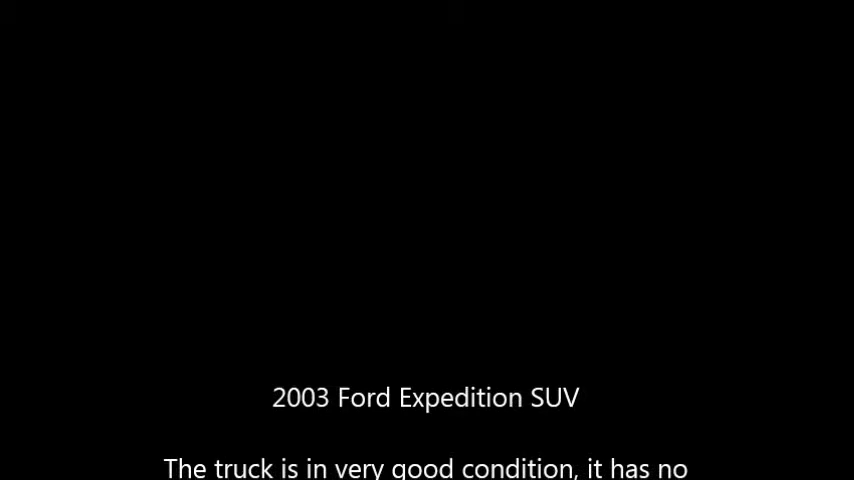 2003 Ford Expedition SUV
The truck is in very good condition, it has no